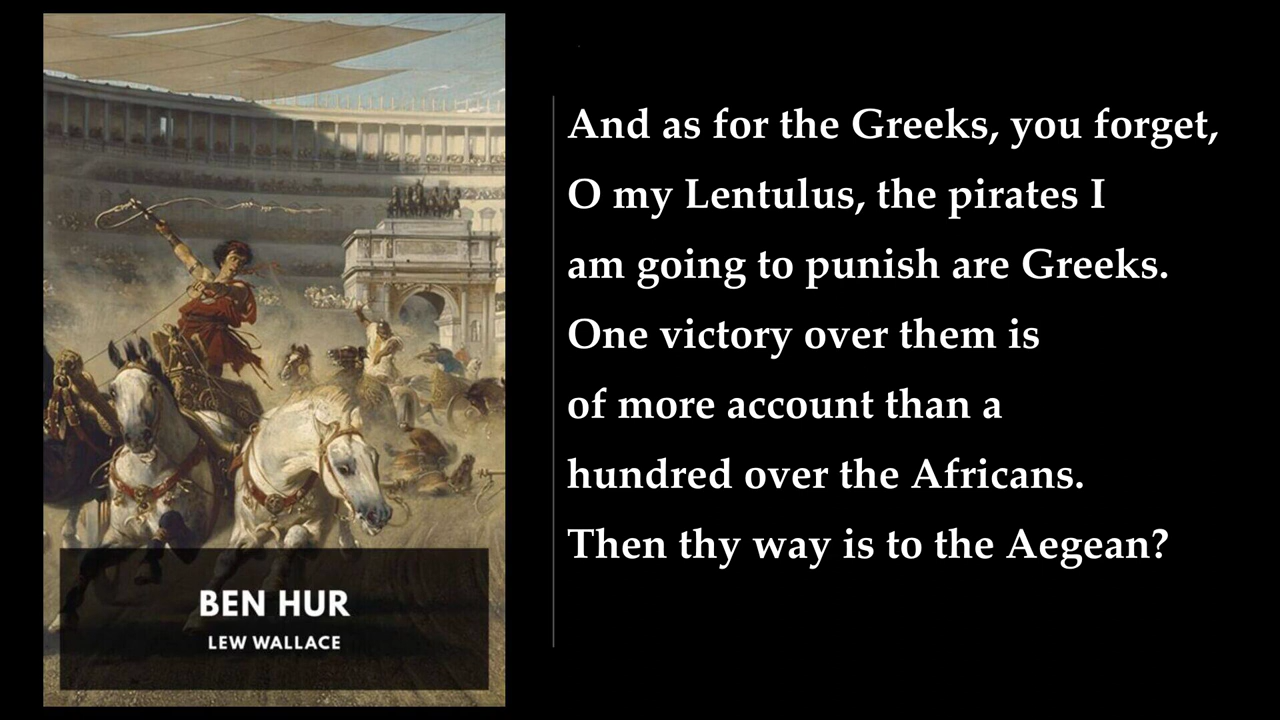 BEN HUR
LEW WALLACE
And as for the Greeks, you forget,
O my Lentulus, the pirates I
am going to punish are Greeks.
One victory over them is
of more account than a
hundred over the Africans.
Then thy way is to the Aegean?